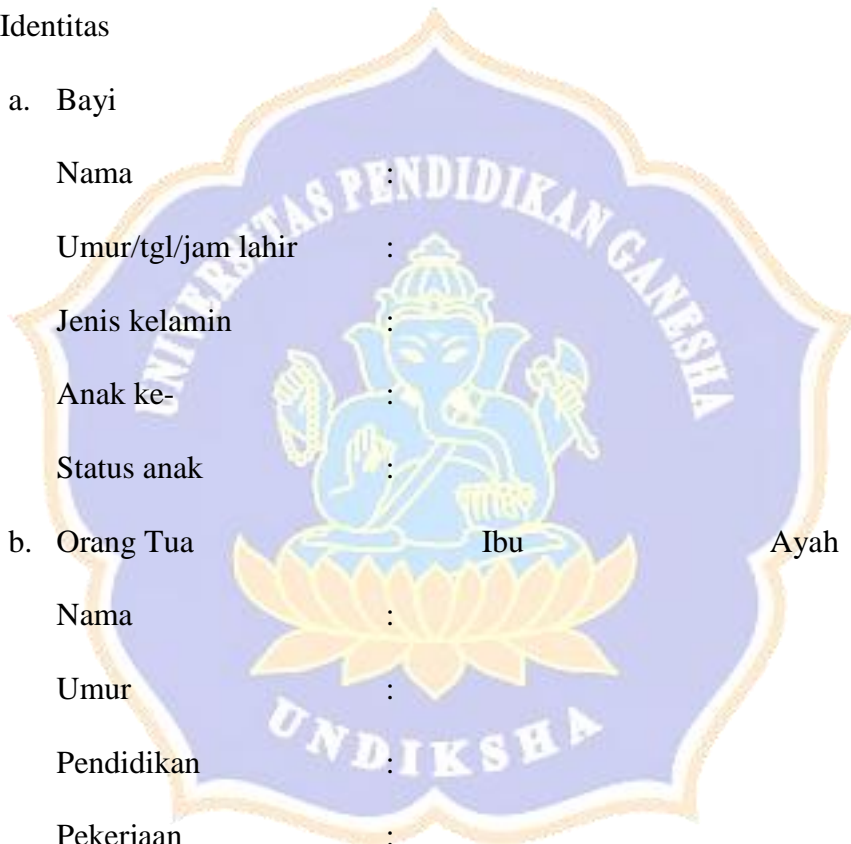 Identitas
a. Bayi
Nama :
Umur/tgl/jam lahir :
Jenis kelamin :
Anak ke- :
Status anak :
b. Orang Tua Ibu Ayah
Nama :
Umur :
Pendidikan :
Pekerjaan :
UNIVERSITAS PENDIDIKAN GANESHA
UNDIKSHA